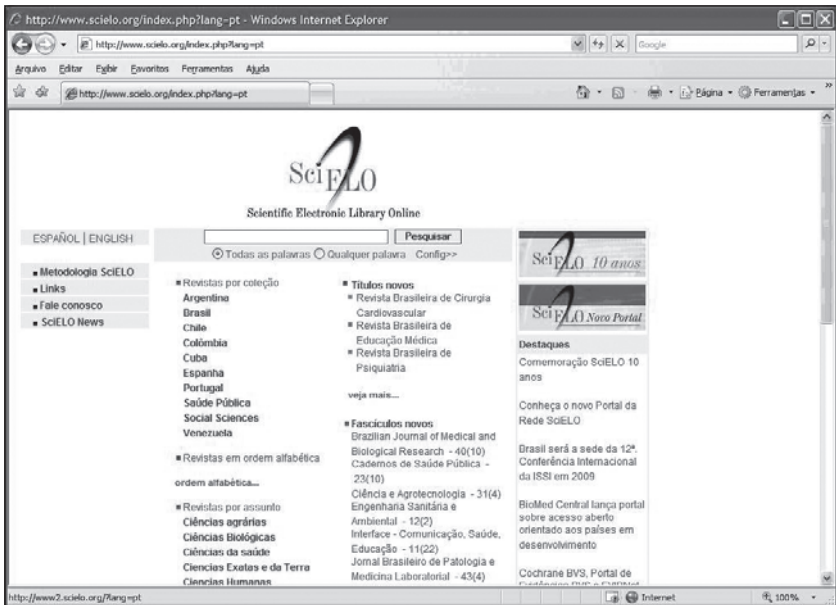 http://www.scielo.org/index.php?lang=pt - Windows Internet Explorer
http://www.scielo.org/index.php?lang=pt
Google
Arquivo Editar Exibir Favoritos Ferramentas Ajuda
http://www.scielo.org/index.php?lang=pt
Página Ferramentas
SciELO
Scientific Electronic Library Online
ESPAÑOL | ENGLISH
Metodologia SciELO
Links
Fale conosco
SciELO News
Pesquisar
Todas as palavras Qualquer palavra Config>>
Revistas por coleção
Argentina
Brasil
Chile
Colômbia
Cuba
Espanha
Portugal
Saúde Pública
Social Sciences
Venezuela
Revistas em ordem alfabética
ordem alfabética...
Revistas por assunto
Ciências agrárias
Ciências Biológicas
Ciências da saúde
Ciencias Exatas e da Terra
Ciencias Humanas
Títulos novos
Revista Brasileira de Cirurgia
Cardiovascular
Revista Brasileira de
Educação Médica
Revista Brasileira de
Psiquiatria
veja mais...
Fascículos novos
Brazilian Journal of Medical and
Biological Research - 40(10)
Cadernos de Saúde Pública -
23(10)
Ciência e Agrotecnologia - 31(4)
Engenharia Sanitária e
Ambiental - 12(2)
Interface - Comunicação, Saúde,
Educação - 11(22)
Jornal Brasileiro de Patologia e
Medicina Laboratorial - 43(4)
SciELO 10 anos
SciELO Novo Portal
Destaques
Comemoração SciELO 10
anos
Conheça o novo Portal da
Rede SciELO
Brasil será a sede da 12ª.
Conferência Internacional
da ISSI em 2009
BioMed Central lança portal
sobre acesso aberto
orientado aos países em
desenvolvimento
Cochrane BVS, Portal de
http://www2.scielo.org/?lang=pt
Internet
100%